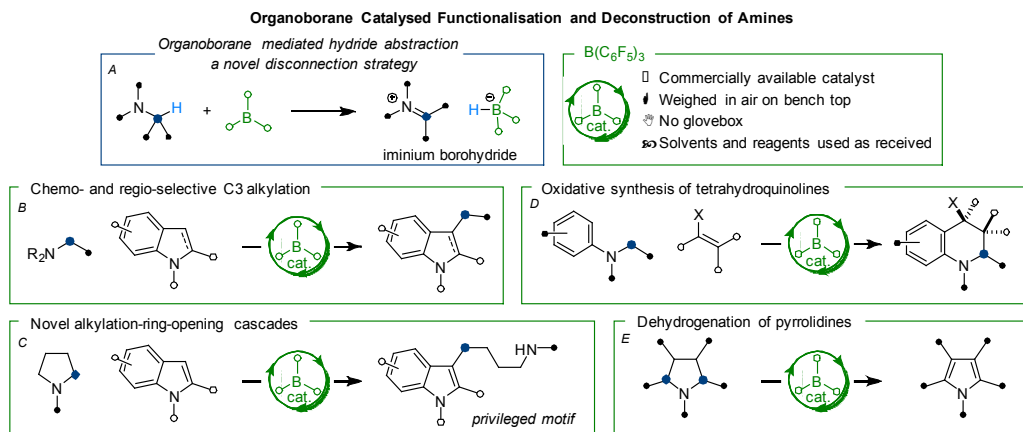 Organoborane Catalysed Functionalisation and Deconstruction of Amines
Organoborane mediated hydride abstraction
a novel disconnection strategy
A
N
H
+
B
⊕
N
H-B
⊖
iminium borohydride
B(C6F5)3
B
cat.
Commercially available catalyst
Weighed in air on bench top
No glovebox
Solvents and reagents used as received
Chemo- and regio-selective C3 alkylation
B
R2N
N
B
cat.
N
Oxidative synthesis of tetrahydroquinolines
D
N
X
B
cat.
X
N
Novel alkylation-ring-opening cascades
C
N
N
B
cat.
HN
N
privileged motif
Dehydrogenation of pyrrolidines
E
N
B
cat.
N